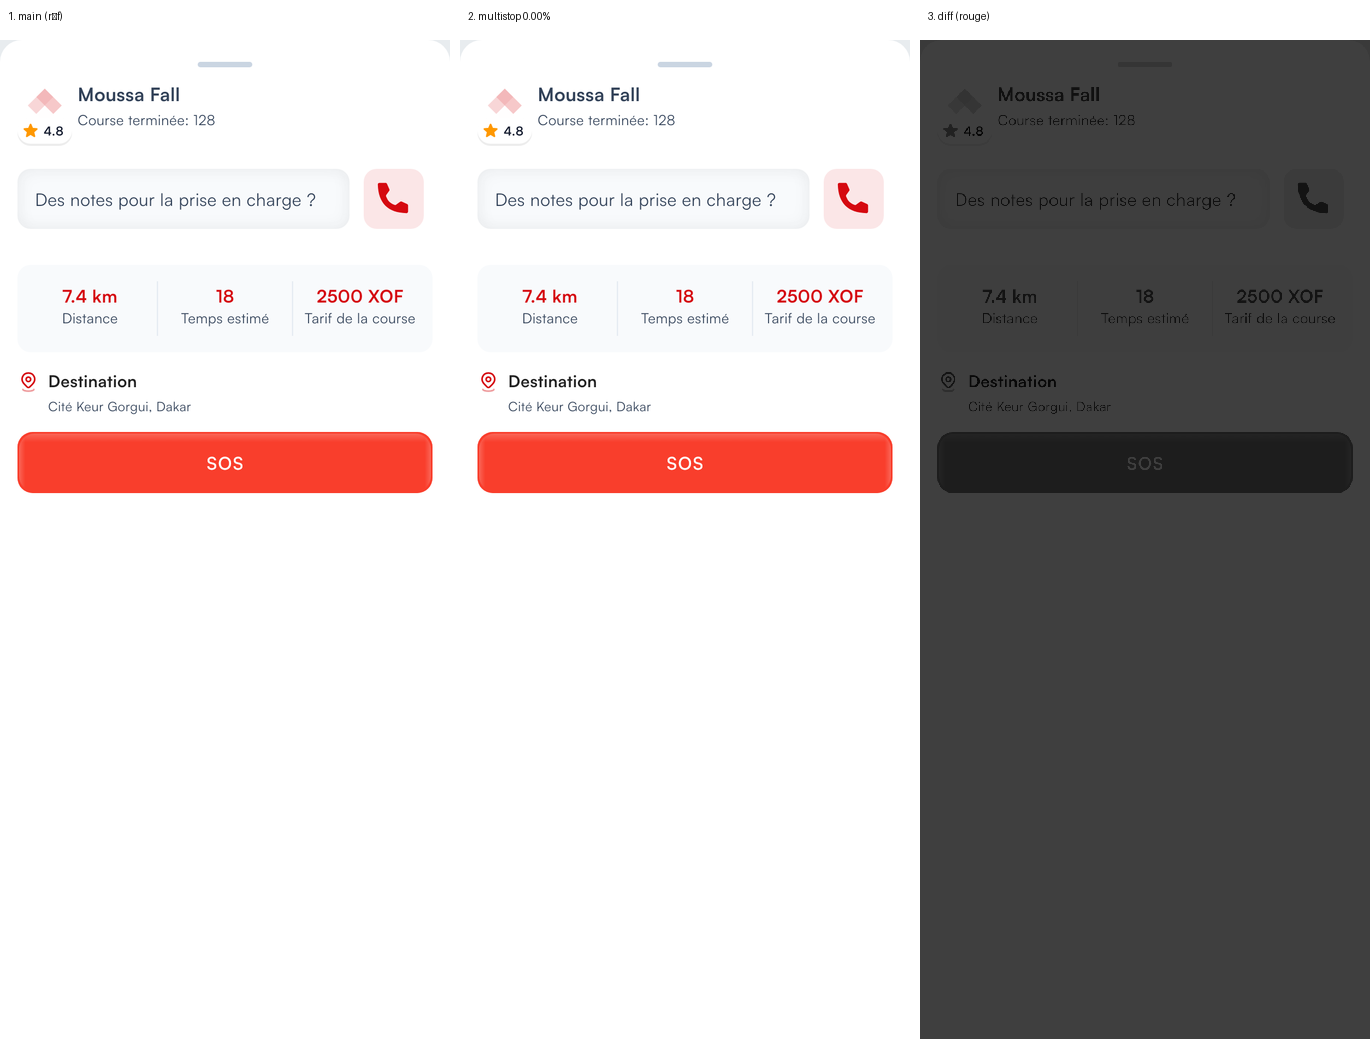 1. main (réf)
Moussa Fall
Course terminée: 128
4.8
Des notes pour la prise en charge ?
7.4 km
18
2500 XOF
Distance
Temps estimé
Tarif de la course
Destination
Cité Keur Gorgui, Dakar
SOS
2. multistop 0.00%
Moussa Fall
Course terminée: 128
4.8
Des notes pour la prise en charge ?
7.4 km
18
2500 XOF
Distance
Temps estimé
Tarif de la course
Destination
Cité Keur Gorgui, Dakar
SOS
3. diff (rouge)
Moussa Fall
Course terminée: 128
4.8
Des notes pour la prise en charge ?
7.4 km
18
2500 XOF
Distance
Temps estimé
Tarif de la course
Destination
Cité Keur Gorgui, Dakar
SOS